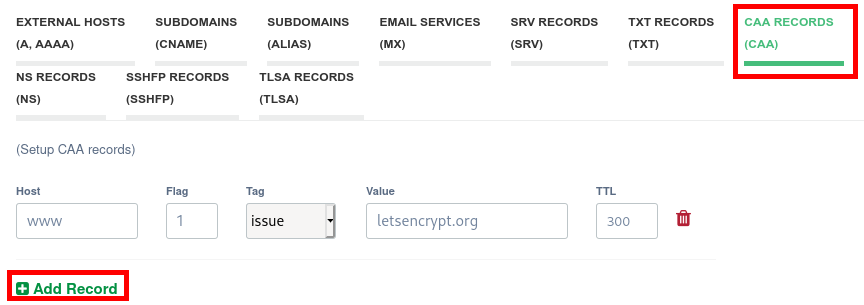 EXTERNAL HOSTS SUBDOMAINS SUBDOMAINS EMAIL SERVICES SRV RECORDS TXT RECORDS CAA RECORDS
(A, AAAA) (CNAME) (ALIAS) (MX) (SRV) (TXT) (CAA)
NS RECORDS SSHFP RECORDS TLSA RECORDS
(NS) (SSHFP) (TLSA)
(Setup CAA records)
Host Flag Tag Value TTL
www 1 issue letsencrypt.org 300
Add Record